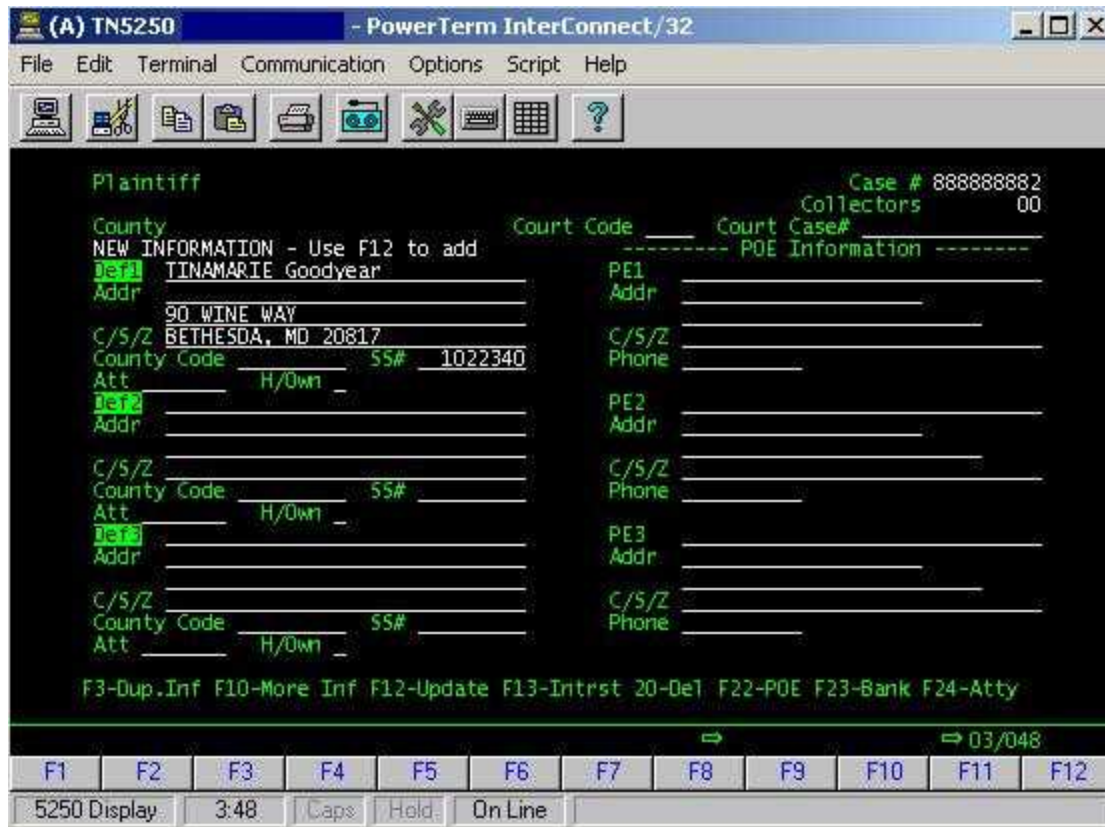 (A) TN5250 - PowerTerm InterConnect/32
File Edit Terminal Communication Options Script Help
Plaintiff Case # 888888882
Collectors 00
County Court Code Court Case#
NEW INFORMATION - Use F12 to add --------- POE Information --------
Def1 TINAMARIE Goodyear PE1
Addr Addr
90 WINE WAY
C/S/Z BETHESDA, MD 20817 C/S/Z
County Code SS# 1022340 Phone
Att H/Own
Def2 PE2
Addr Addr
C/S/Z C/S/Z
County Code SS# Phone
Att H/Own
Def3 PE3
Addr Addr
C/S/Z C/S/Z
County Code SS# Phone
Att H/Own
F3-Dup.Inf F10-More Inf F12-Update F13-Intrst 20-Del F22-POE F23-Bank F24-Atty
⇨ ⇨ 03/048
F1 F2 F3 F4 F5 F6 F7 F8 F9 F10 F11 F12
5250 Display 3:48 Caps Hold On Line